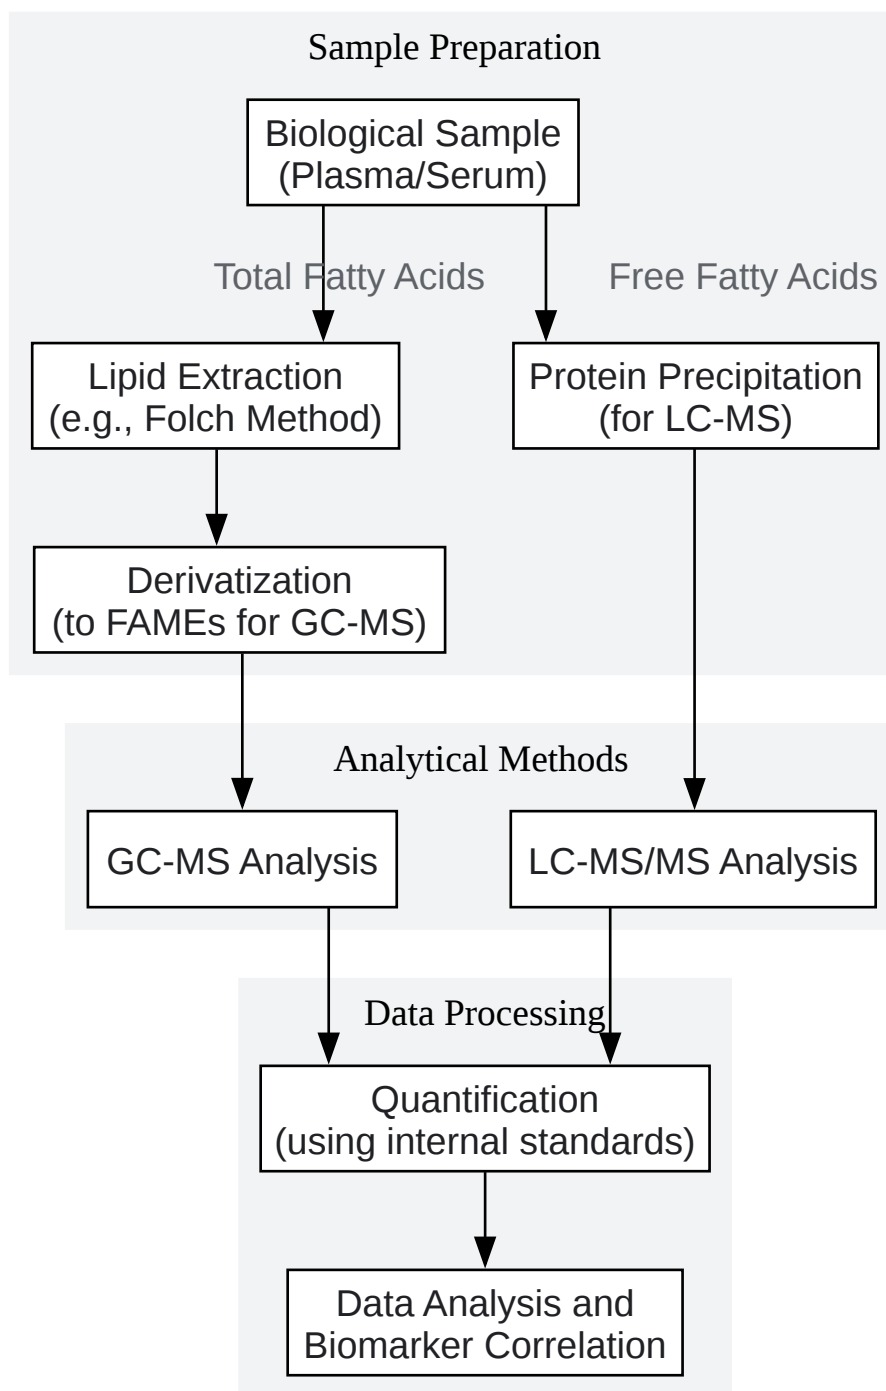 Sample Preparation
Biological Sample
(Plasma/Serum)
Total Fatty Acids
Free Fatty Acids
Lipid Extraction
(e.g., Folch Method)
Protein Precipitation
(for LC-MS)
Derivatization
(to FAMEs for GC-MS)
Analytical Methods
GC-MS Analysis
LC-MS/MS Analysis
Data Processing
Quantification
(using internal standards)
Data Analysis and
Biomarker Correlation